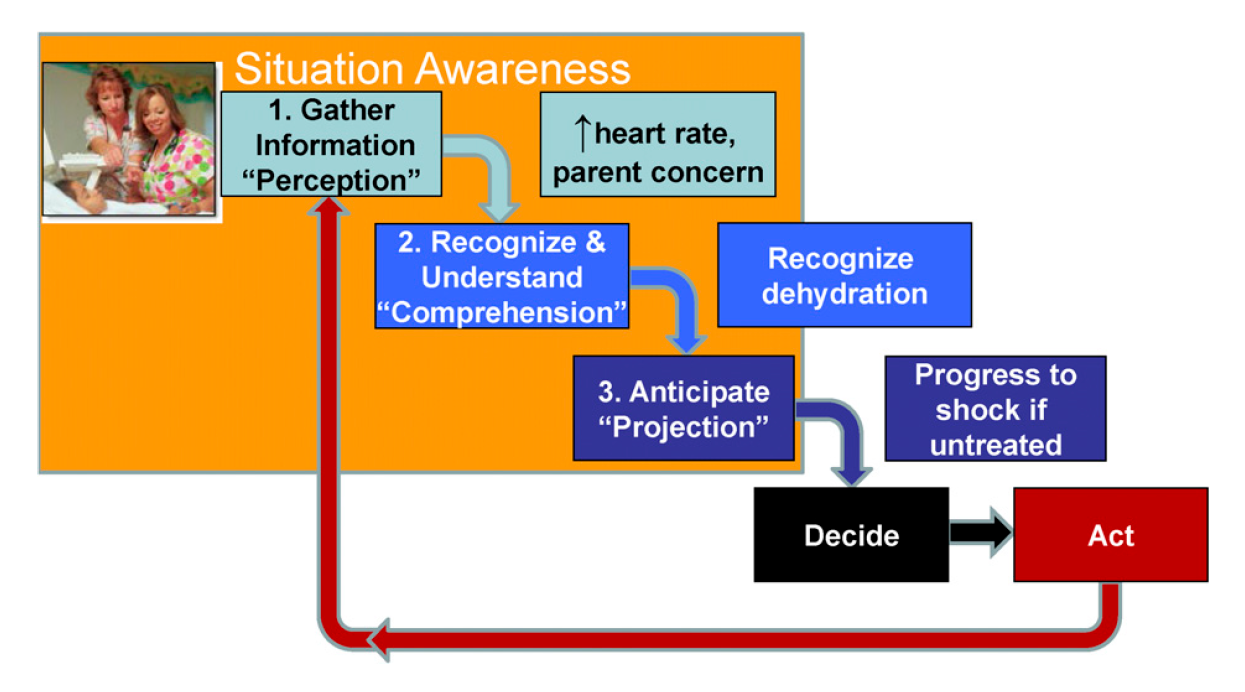 Situation Awareness
1. Gather
Information
“Perception”
↑heart rate,
parent concern
2. Recognize &
Understand
“Comprehension”
Recognize
dehydration
3. Anticipate
“Projection”
Progress to
shock if
untreated
Decide
Act